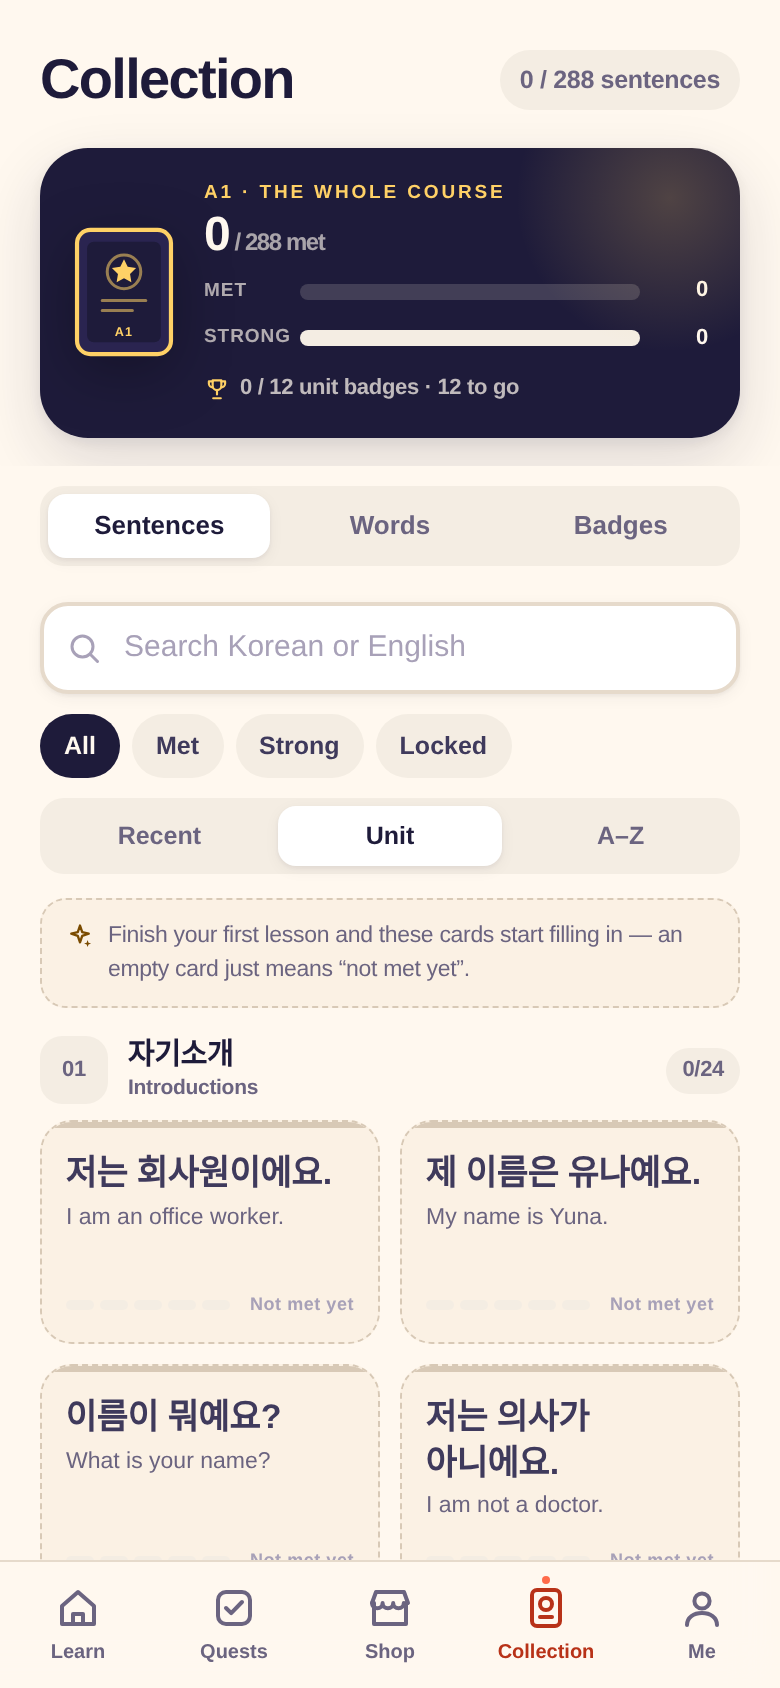 Collection
0 / 288 sentences
A1 · THE WHOLE COURSE
0 / 288 met
A1
MET 0
STRONG 0
0 / 12 unit badges · 12 to go
Sentences Words Badges
Search Korean or English
All Met Strong Locked
Recent Unit A–Z
Finish your first lesson and these cards start filling in — an
empty card just means “not met yet”.
01
자기소개
Introductions
0/24
저는 회사원이에요.
I am an office worker.
Not met yet
제 이름은 유나예요.
My name is Yuna.
Not met yet
이름이 뭐예요?
What is your name?
Not met yet
저는 의사가
아니에요.
I am not a doctor.
Not met yet
Learn Quests Shop Collection Me